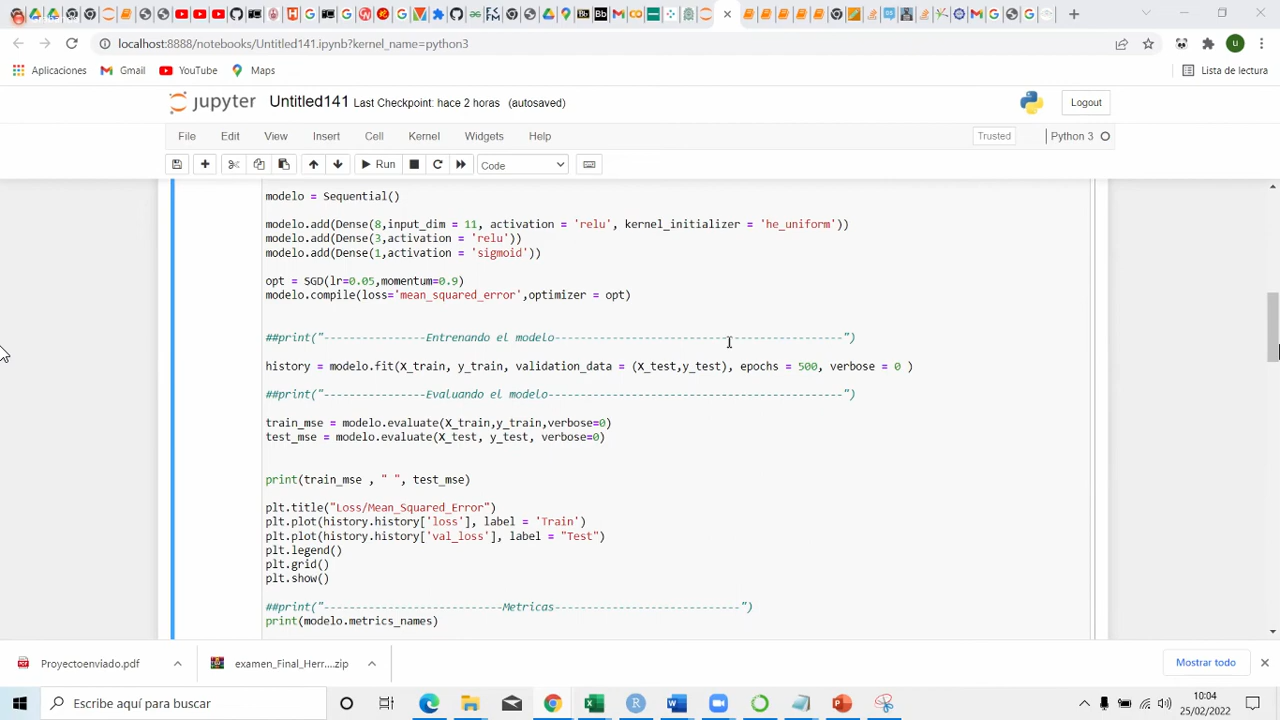 localhost:8888/notebooks/Untitled141.ipynb?kernel_name=python3
Aplicaciones Gmail YouTube Maps Lista de lectura
jupyter Untitled141 Last Checkpoint: hace 2 horas (autosaved) Logout
File Edit View Insert Cell Kernel Widgets Help Trusted Python 3
Run Code
modelo = Sequential()
modelo.add(Dense(8,input_dim = 11, activation = 'relu', kernel_initializer = 'he_uniform'))
modelo.add(Dense(3,activation = 'relu'))
modelo.add(Dense(1,activation = 'sigmoid'))
opt = SGD(lr=0.05,momentum=0.9)
modelo.compile(loss='mean_squared_error',optimizer = opt)
##print("----------------Entrenando el modelo---------------------------------------------")
history = modelo.fit(X_train, y_train, validation_data = (X_test,y_test), epochs = 500, verbose = 0 )
##print("----------------Evaluando el modelo----------------------------------------------")
train_mse = modelo.evaluate(X_train,y_train,verbose=0)
test_mse = modelo.evaluate(X_test, y_test, verbose=0)
print(train_mse , " ", test_mse)
plt.title("Loss/Mean_Squared_Error")
plt.plot(history.history['loss'], label = 'Train')
plt.plot(history.history['val_loss'], label = "Test")
plt.legend()
plt.grid()
plt.show()
##print("----------------------------Metricas-----------------------------")
print(modelo.metrics_names)
Proyectoenviado.pdf examen_Final_Herr....zip Mostrar todo
Escribe aquí para buscar
10:04
25/02/2022